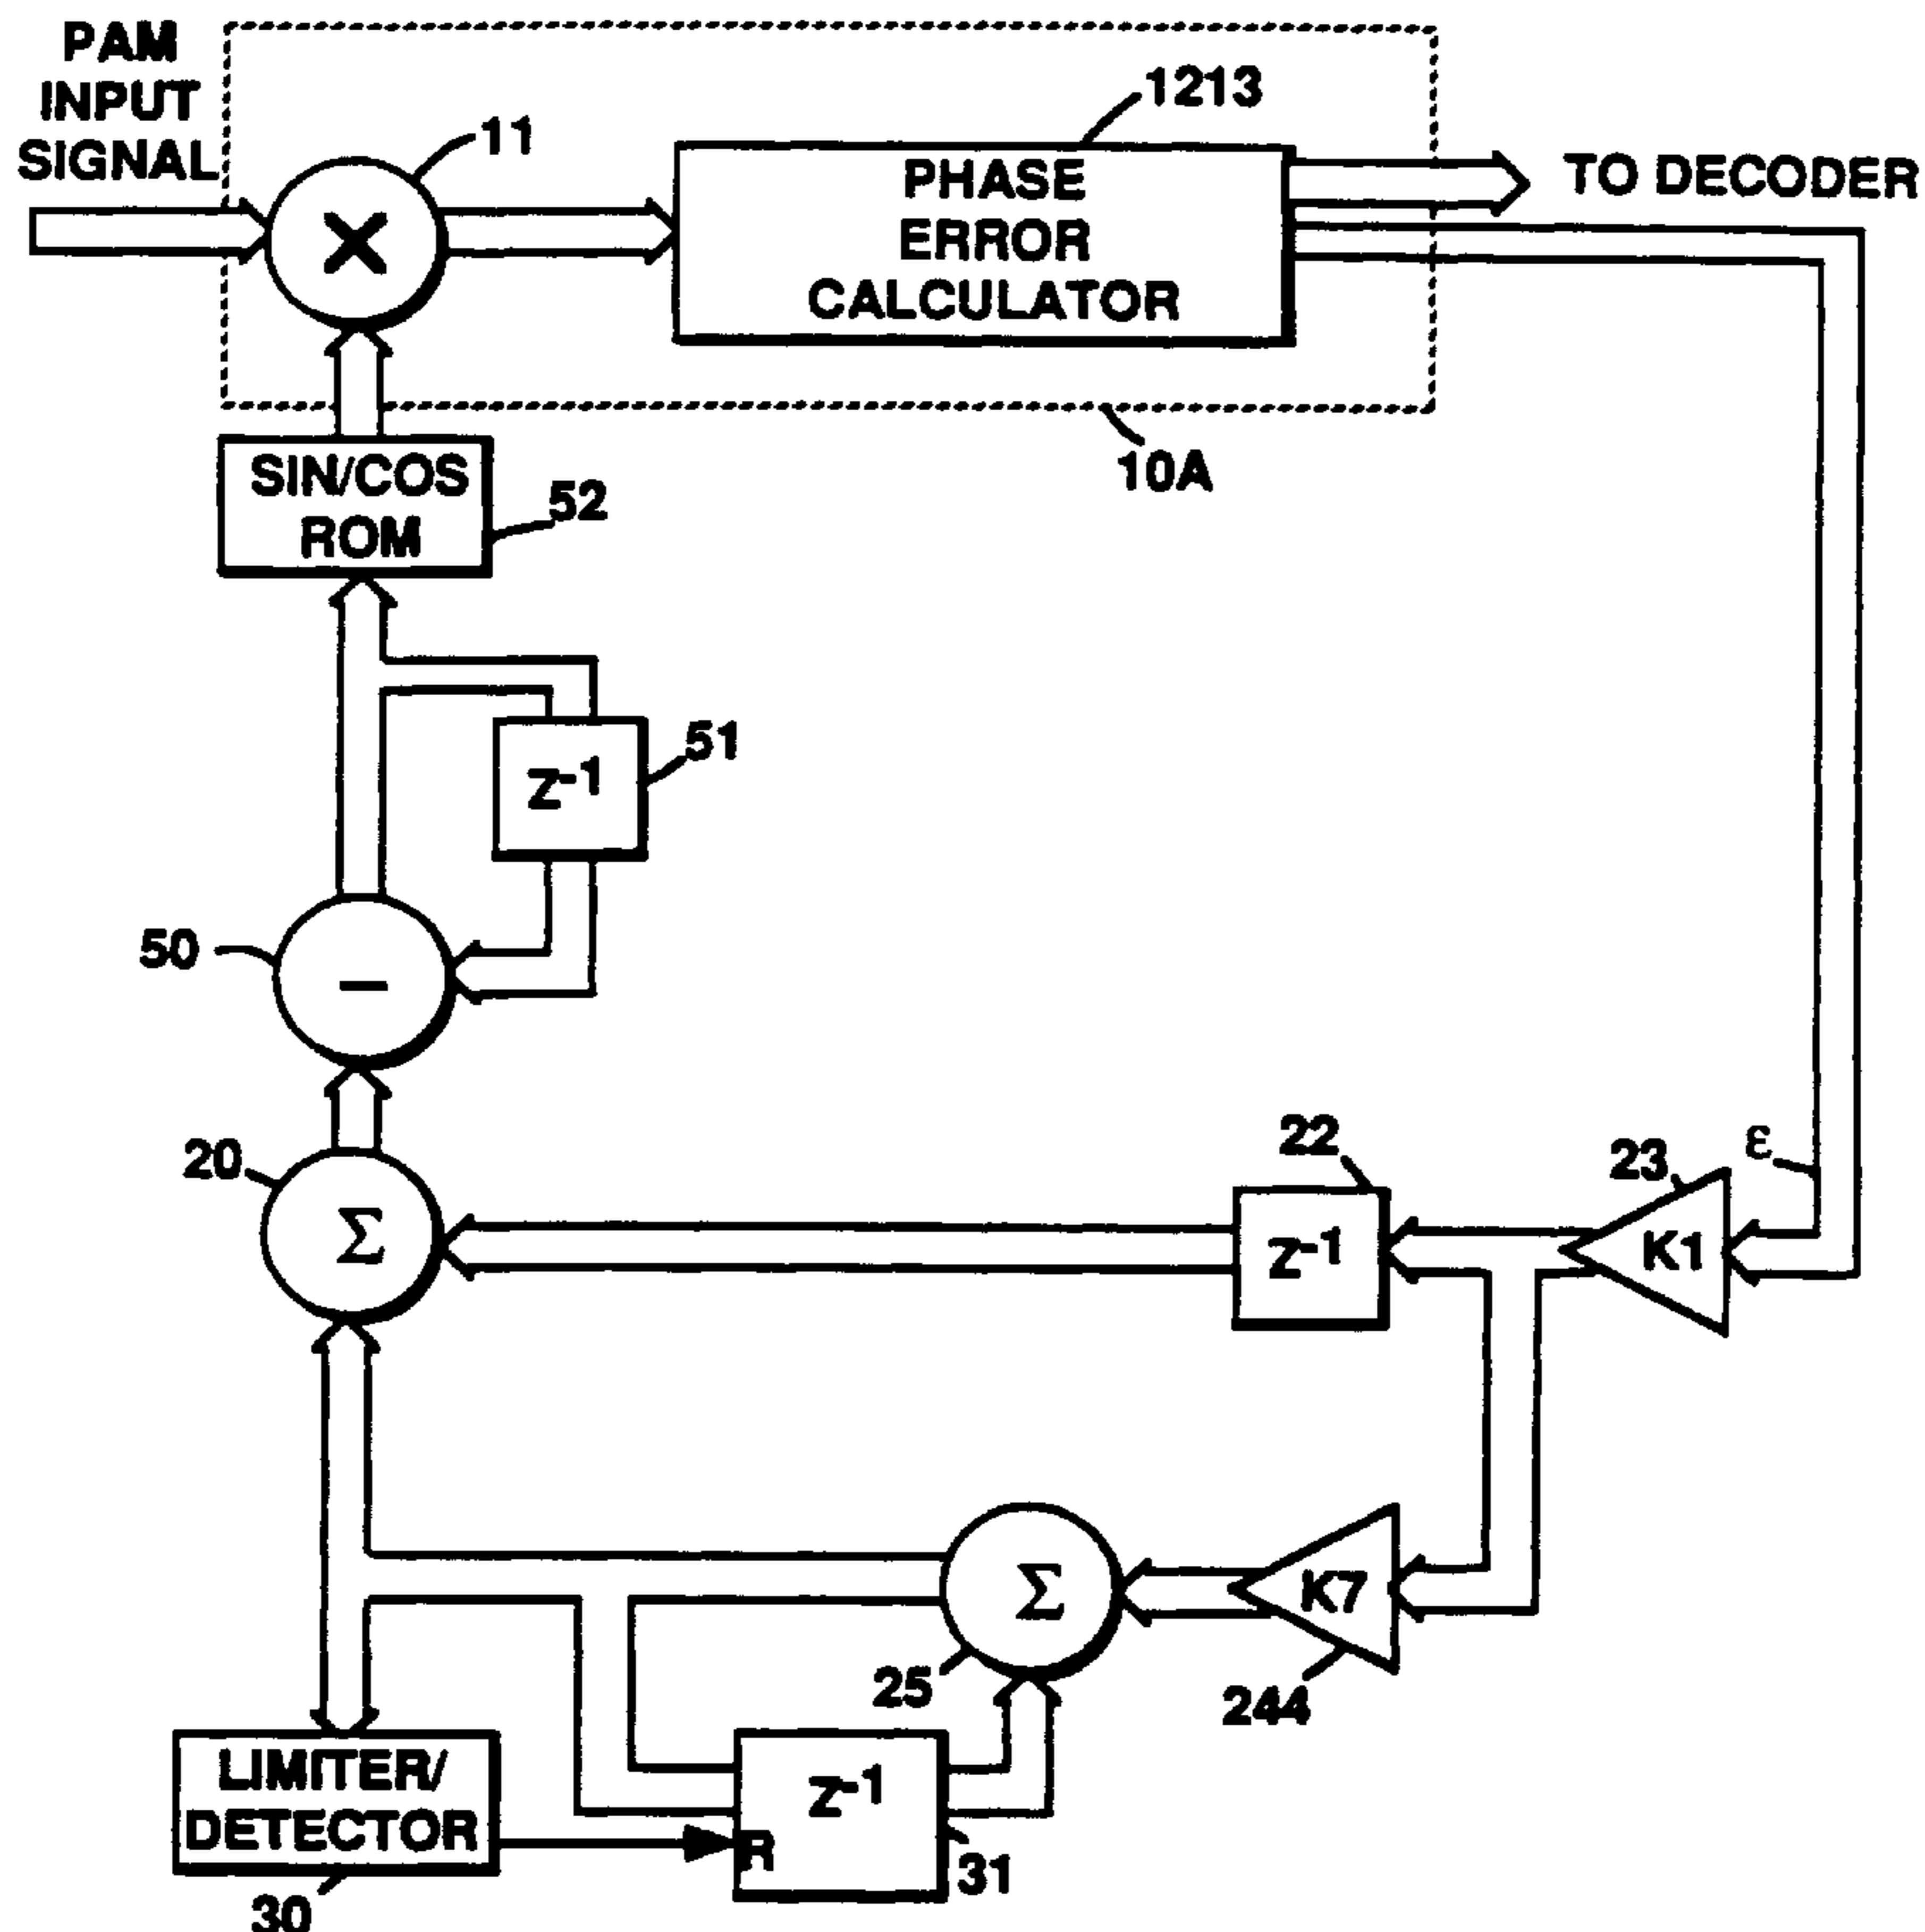 PAM
INPUT
SIGNAL
11
1213
PHASE
ERROR
CALCULATOR
TO DECODER
10A
SIN/COS
ROM
52
z-1
51
50
−
20
Σ
22
z-1
23
K1
ε
Σ
25
K7
244
LIMITER/
DETECTOR
30
z-1
R
31